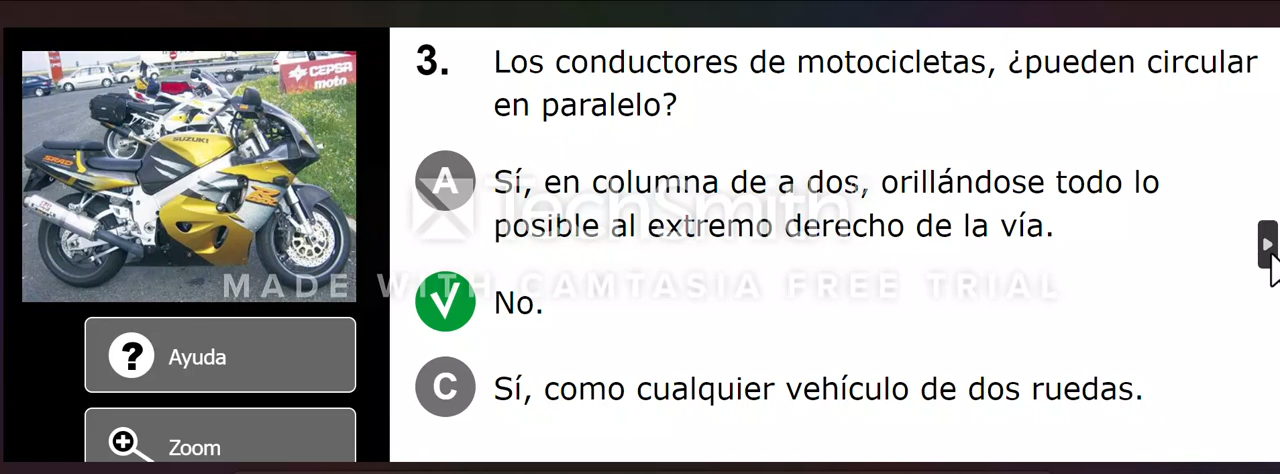 3. Los conductores de motocicletas, ¿pueden circular
en paralelo?
A Sí, en columna de a dos, orillándose todo lo
posible al extremo derecho de la vía.
No.
C Sí, como cualquier vehículo de dos ruedas.
CEPSA
moto
SUZUKI
SRAD
? Ayuda
Zoom
TechSmith
MADE WITH CAMTASIA FREE TRIAL